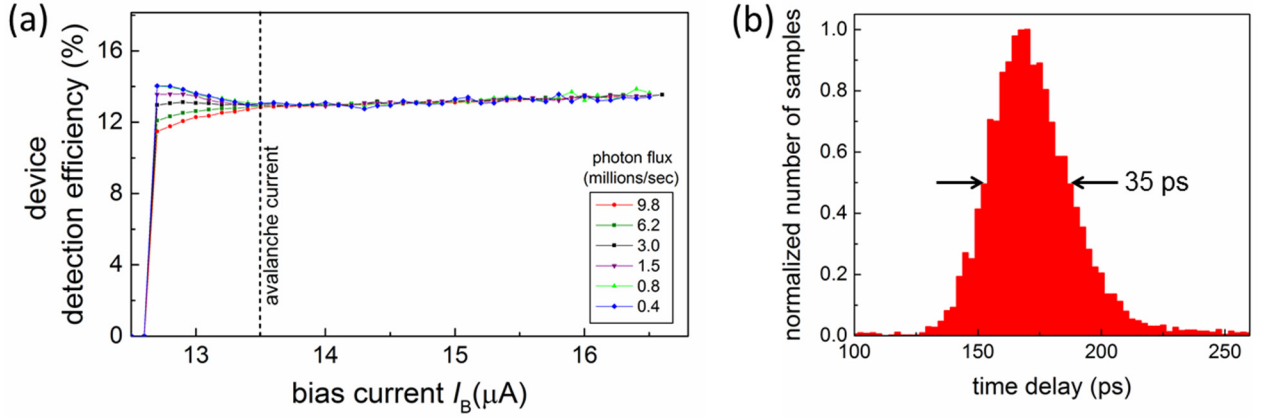 (a)
device
detection efficiency (%)
16
12
8
4
0
avalanche current
photon flux
(millions/sec)
9.8
6.2
3.0
1.5
0.8
0.4
13 14 15 16
bias current I_B(μA)
(b)
normalized number of samples
1.0
0.8
0.6
0.4
0.2
0.0
35 ps
100 150 200 250
time delay (ps)